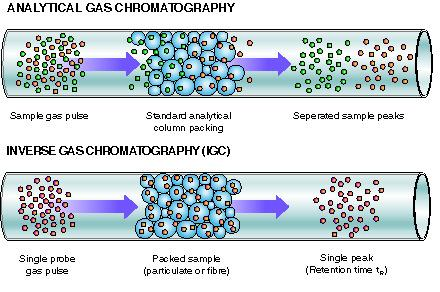 ANALYTICAL GAS CHROMATOGRAPHY
Sample gas pulse
Standard analytical
column packing
Seperated sample peaks
INVERSE GAS CHROMATOGRAPHY (IGC)
Single probe
gas pulse
Packed sample
(particulate or fibre)
Single peak
(Retention time tR)